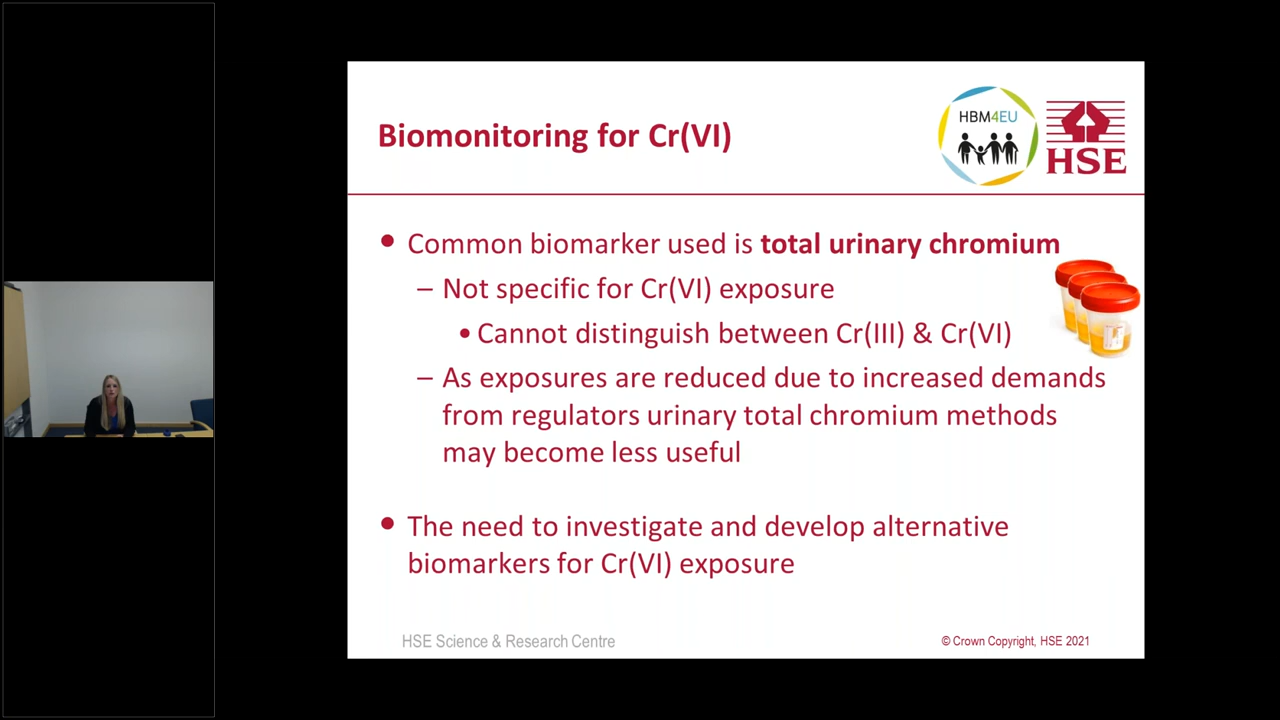 Biomonitoring for Cr(VI)
HBM4EU
HSE
• Common biomarker used is total urinary chromium
– Not specific for Cr(VI) exposure
• Cannot distinguish between Cr(III) & Cr(VI)
– As exposures are reduced due to increased demands
from regulators urinary total chromium methods
may become less useful
• The need to investigate and develop alternative
biomarkers for Cr(VI) exposure
HSE Science & Research Centre
© Crown Copyright, HSE 2021